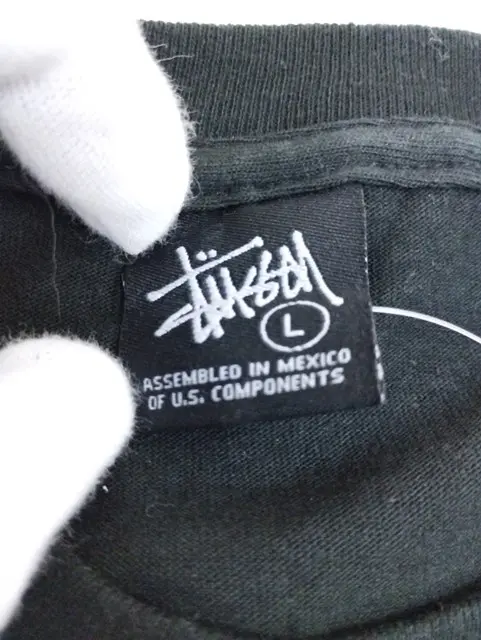 Stüssy
L
ASSEMBLED IN MEXICO
OF U.S. COMPONENTS